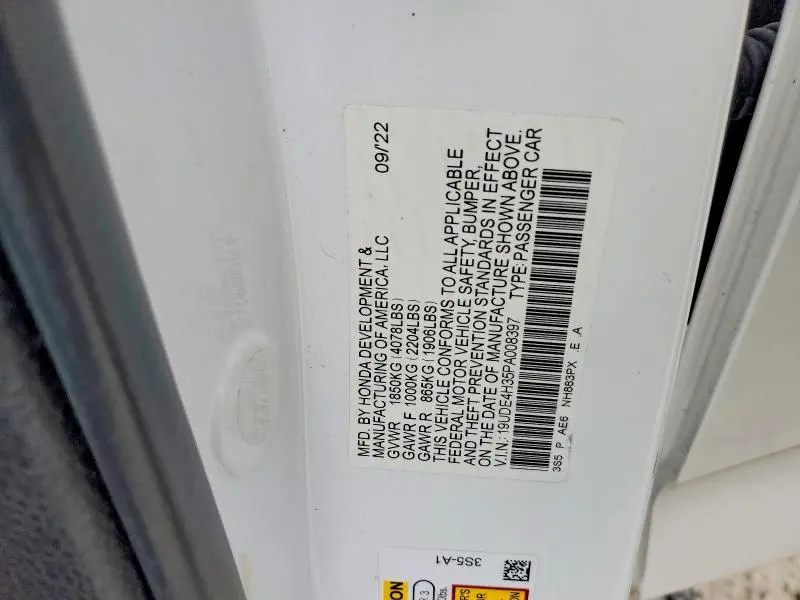 MFD. BY HONDA DEVELOPMENT &
MANUFACTURING OF AMERICA, LLC 09/'22
GVWR 1850KG (4078LBS)
GAWR F 1000KG (2204LBS)
GAWR R 865KG (1906LBS)
THIS VEHICLE CONFORMS TO ALL APPLICABLE
FEDERAL MOTOR VEHICLE SAFETY, BUMPER,
AND THEFT PREVENTION STANDARDS IN EFFECT
ON THE DATE OF MANUFACTURE SHOWN ABOVE.
V.I.N.: 19UDE4H35PA008397 TYPE: PASSENGER CAR
3S5 P AE6 NH883PX .E .A
3S5-A1